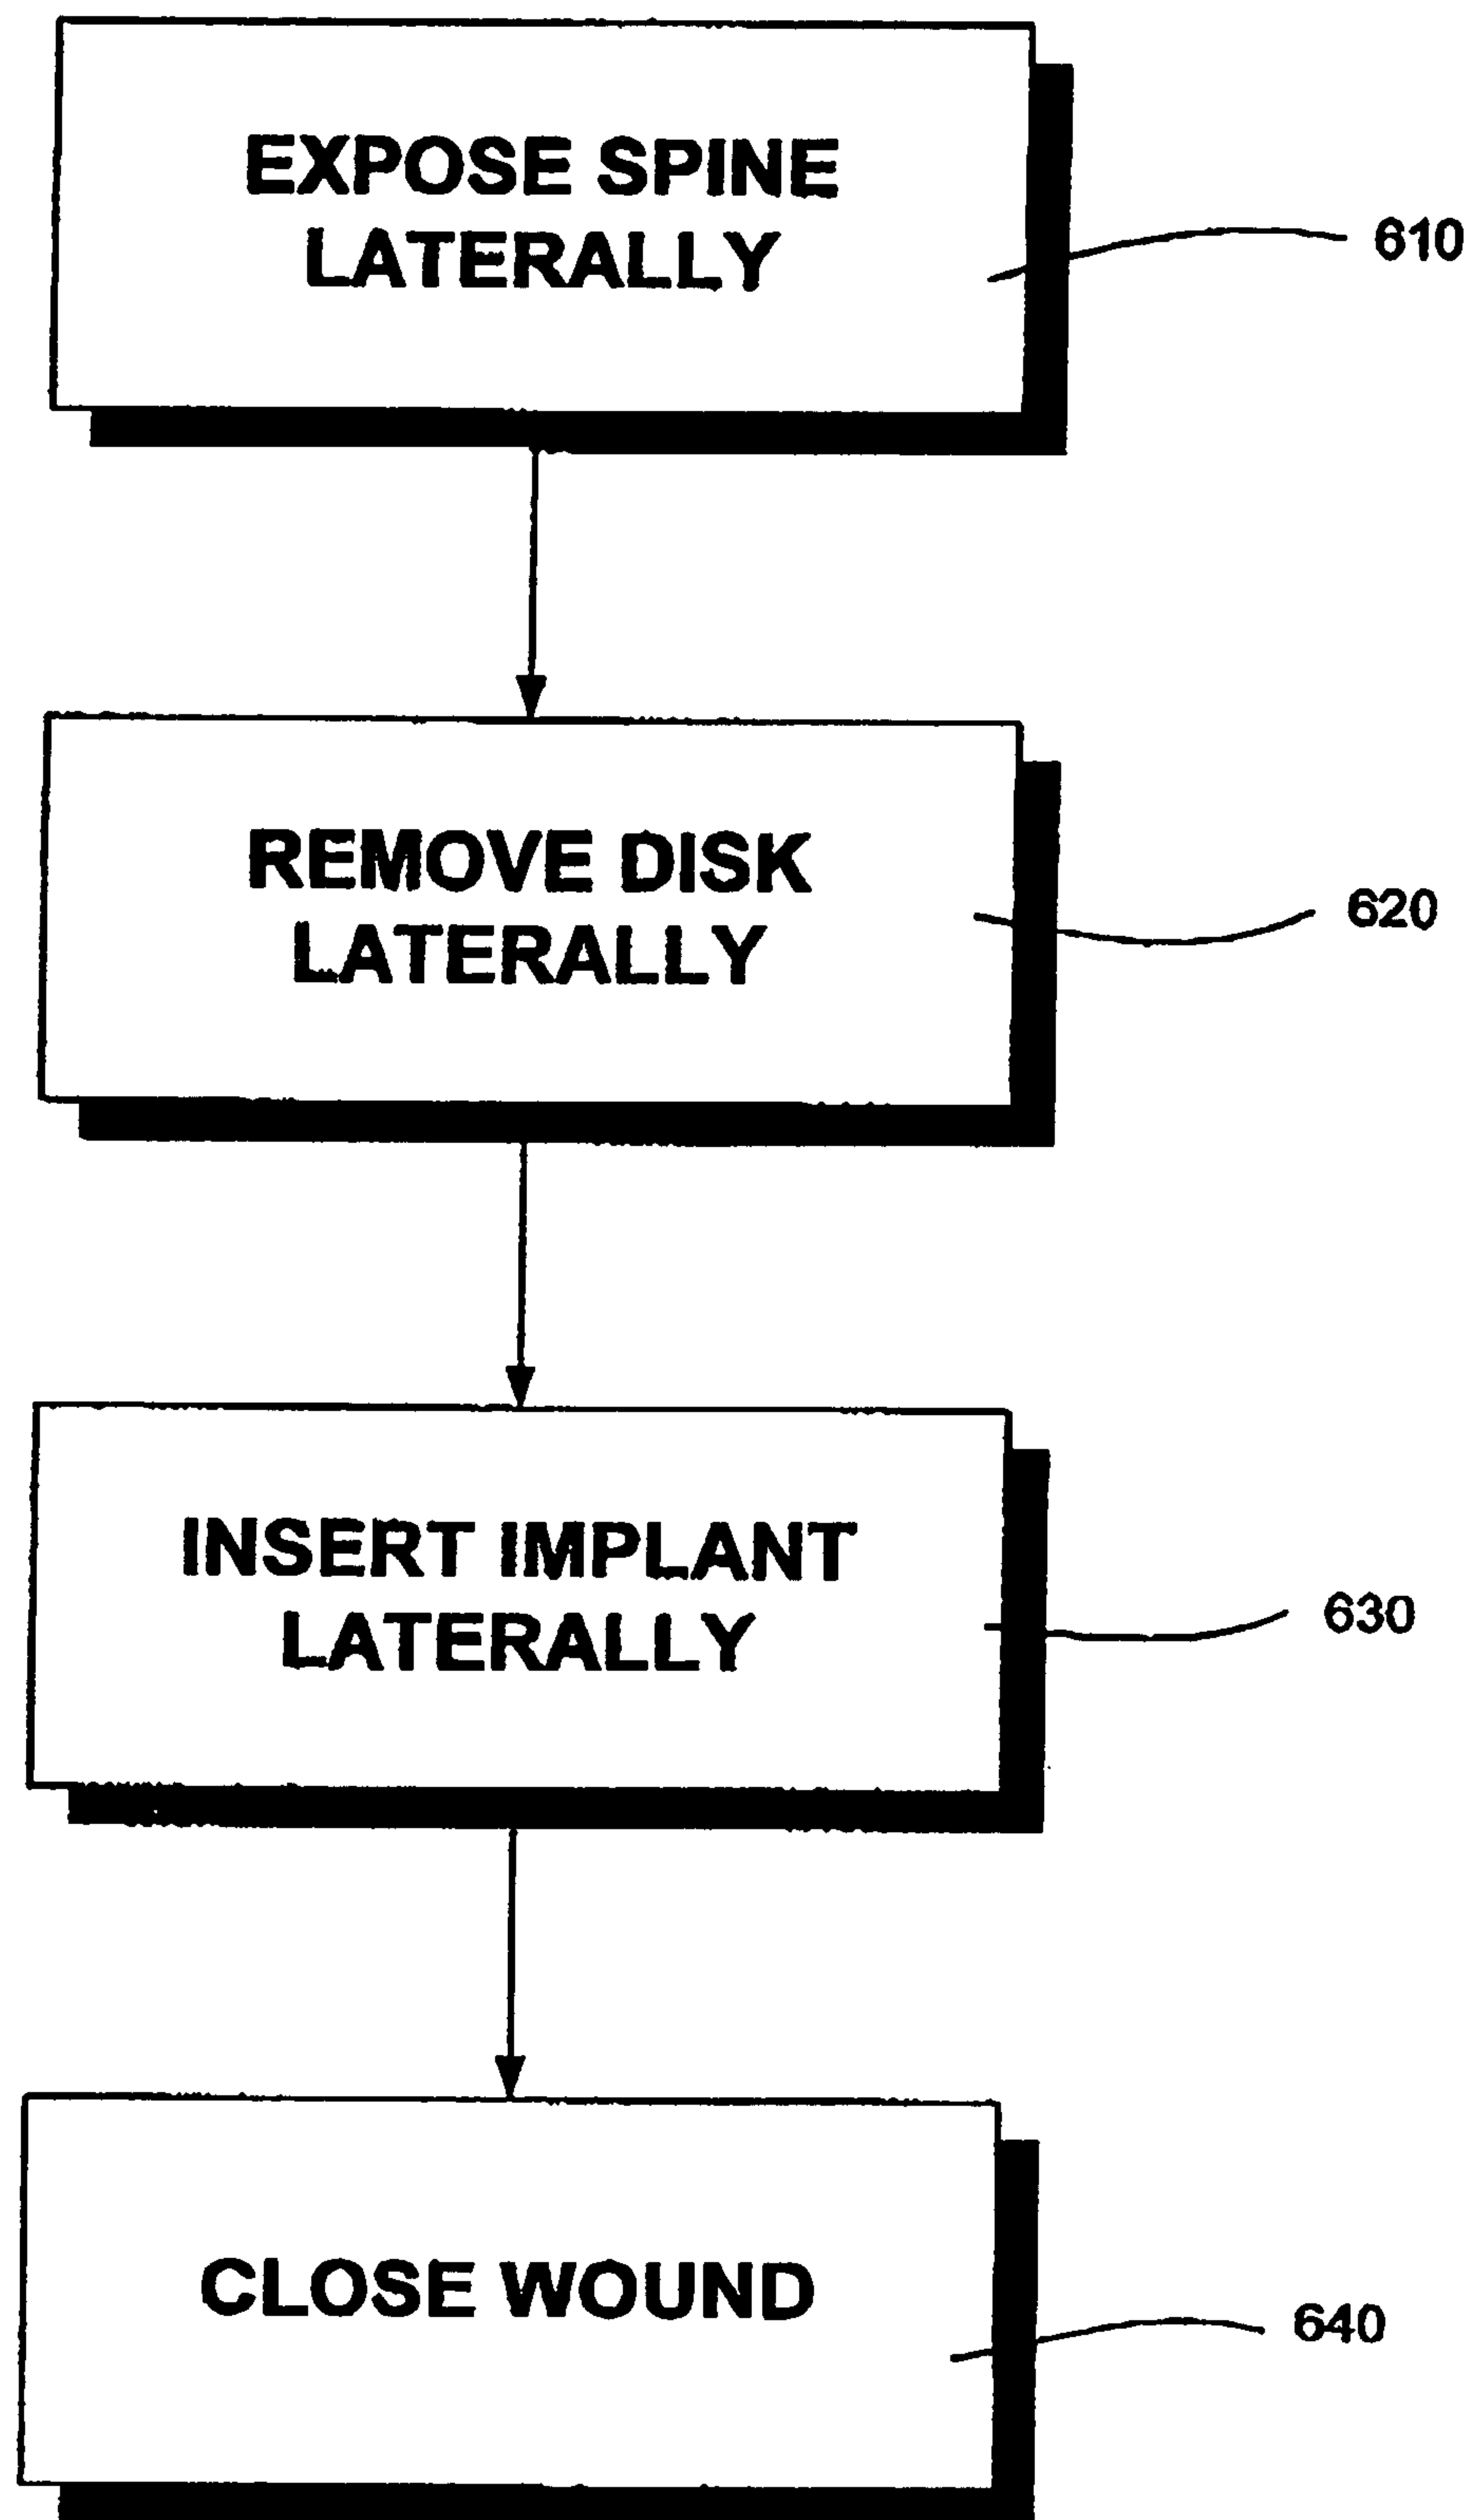 EXPOSE SPINE
LATERALLY
610
REMOVE DISK
LATERALLY
620
INSERT IMPLANT
LATERALLY
630
CLOSE WOUND
640